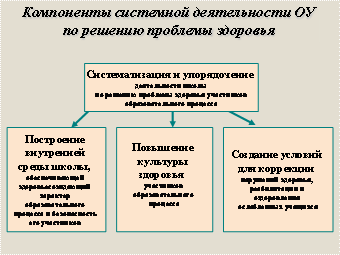 Компоненты системной деятельности ОУ
по решению проблемы здоровья
Систематизация и упорядочение
деятельности школы
по решению проблемы здоровья участников
образовательного процесса
Построение
внутренней
среды школы,
обеспечивающей
здоровьесозидающий
характер
образовательного
процесса и безопасность
его участников
Повышение
культуры
здоровья
участников
образовательного
процесса
Создание условий
для коррекции
нарушений здоровья,
реабилитации и
оздоровления
ослабленных учащихся